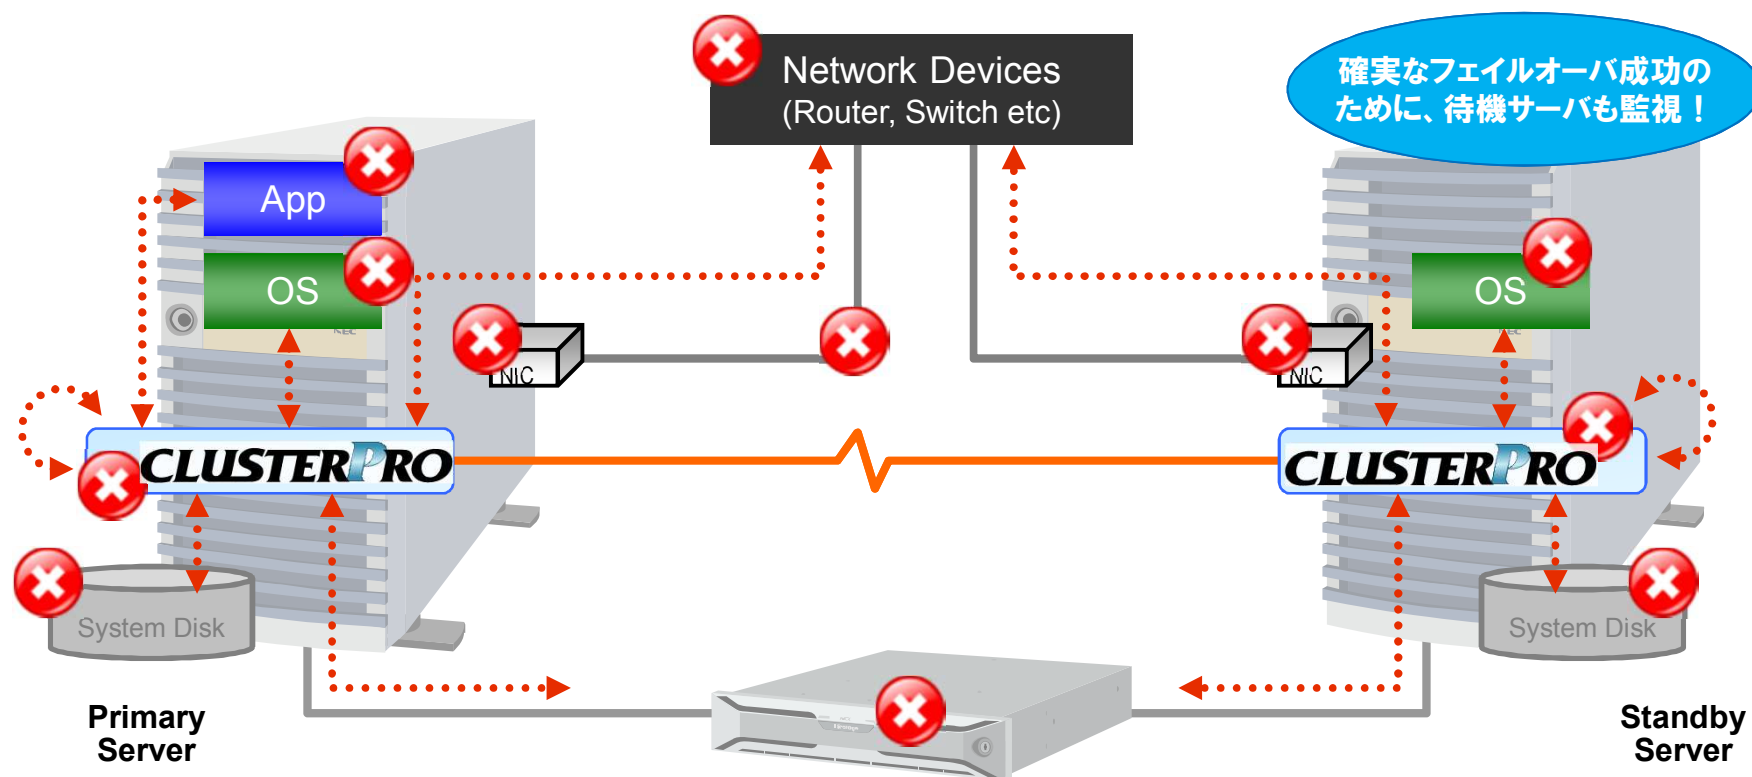 Network Devices
(Router, Switch etc)
確実なフェイルオーバ成功の
ために、待機サーバも監視！
App
OS
NEC
NIC
CLUSTERPRO
System Disk
Primary
Server
OS
NEC
NIC
CLUSTERPRO
System Disk
Standby
Server